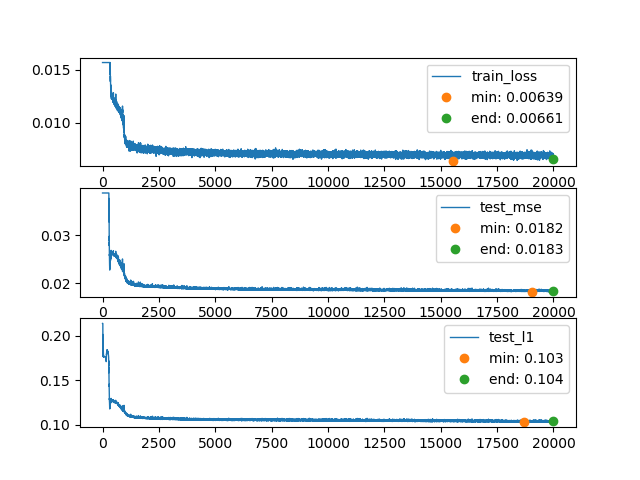 0.015
0.010
train_loss
min: 0.00639
end: 0.00661
0 2500 5000 7500 10000 12500 15000 17500 20000
0.03
0.02
test_mse
min: 0.0182
end: 0.0183
0 2500 5000 7500 10000 12500 15000 17500 20000
0.20
0.15
0.10
test_l1
min: 0.103
end: 0.104
0 2500 5000 7500 10000 12500 15000 17500 20000